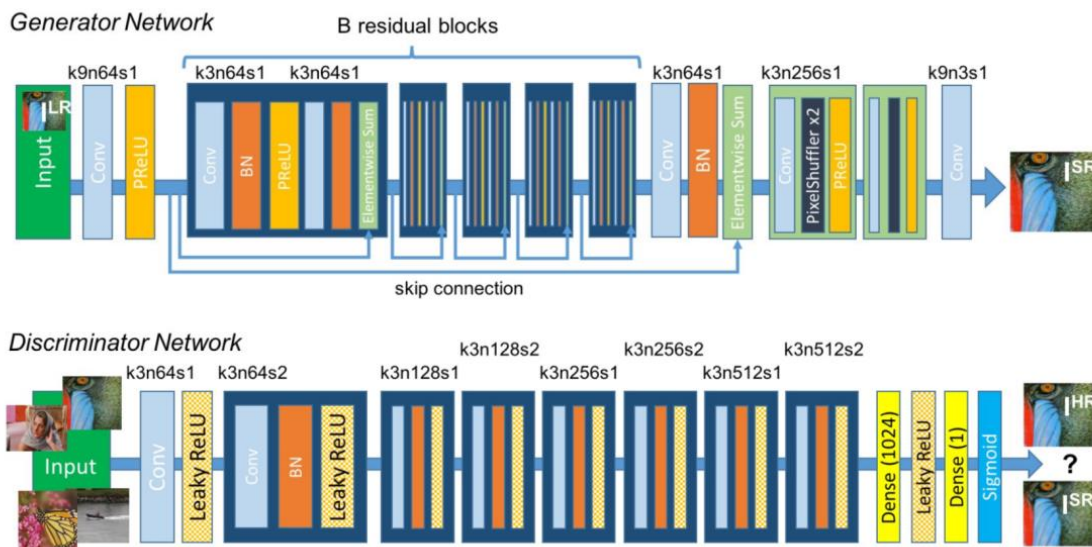 Generator Network
B residual blocks
k9n64s1
k3n64s1
k3n64s1
k3n64s1
k3n256s1
k9n3s1
I LR
Input
Conv
PReLU
Conv
BN
PReLU
Elementwise Sum
Conv
BN
Elementwise Sum
Conv
PixelShuffler x2
PReLU
Conv
I SR
skip connection
Discriminator Network
k3n64s1
k3n64s2
k3n128s1
k3n128s2
k3n256s1
k3n256s2
k3n512s1
k3n512s2
Input
Conv
Leaky ReLU
Conv
BN
Leaky ReLU
Dense (1024)
Leaky ReLU
Dense (1)
Sigmoid
I HR
?
I SR